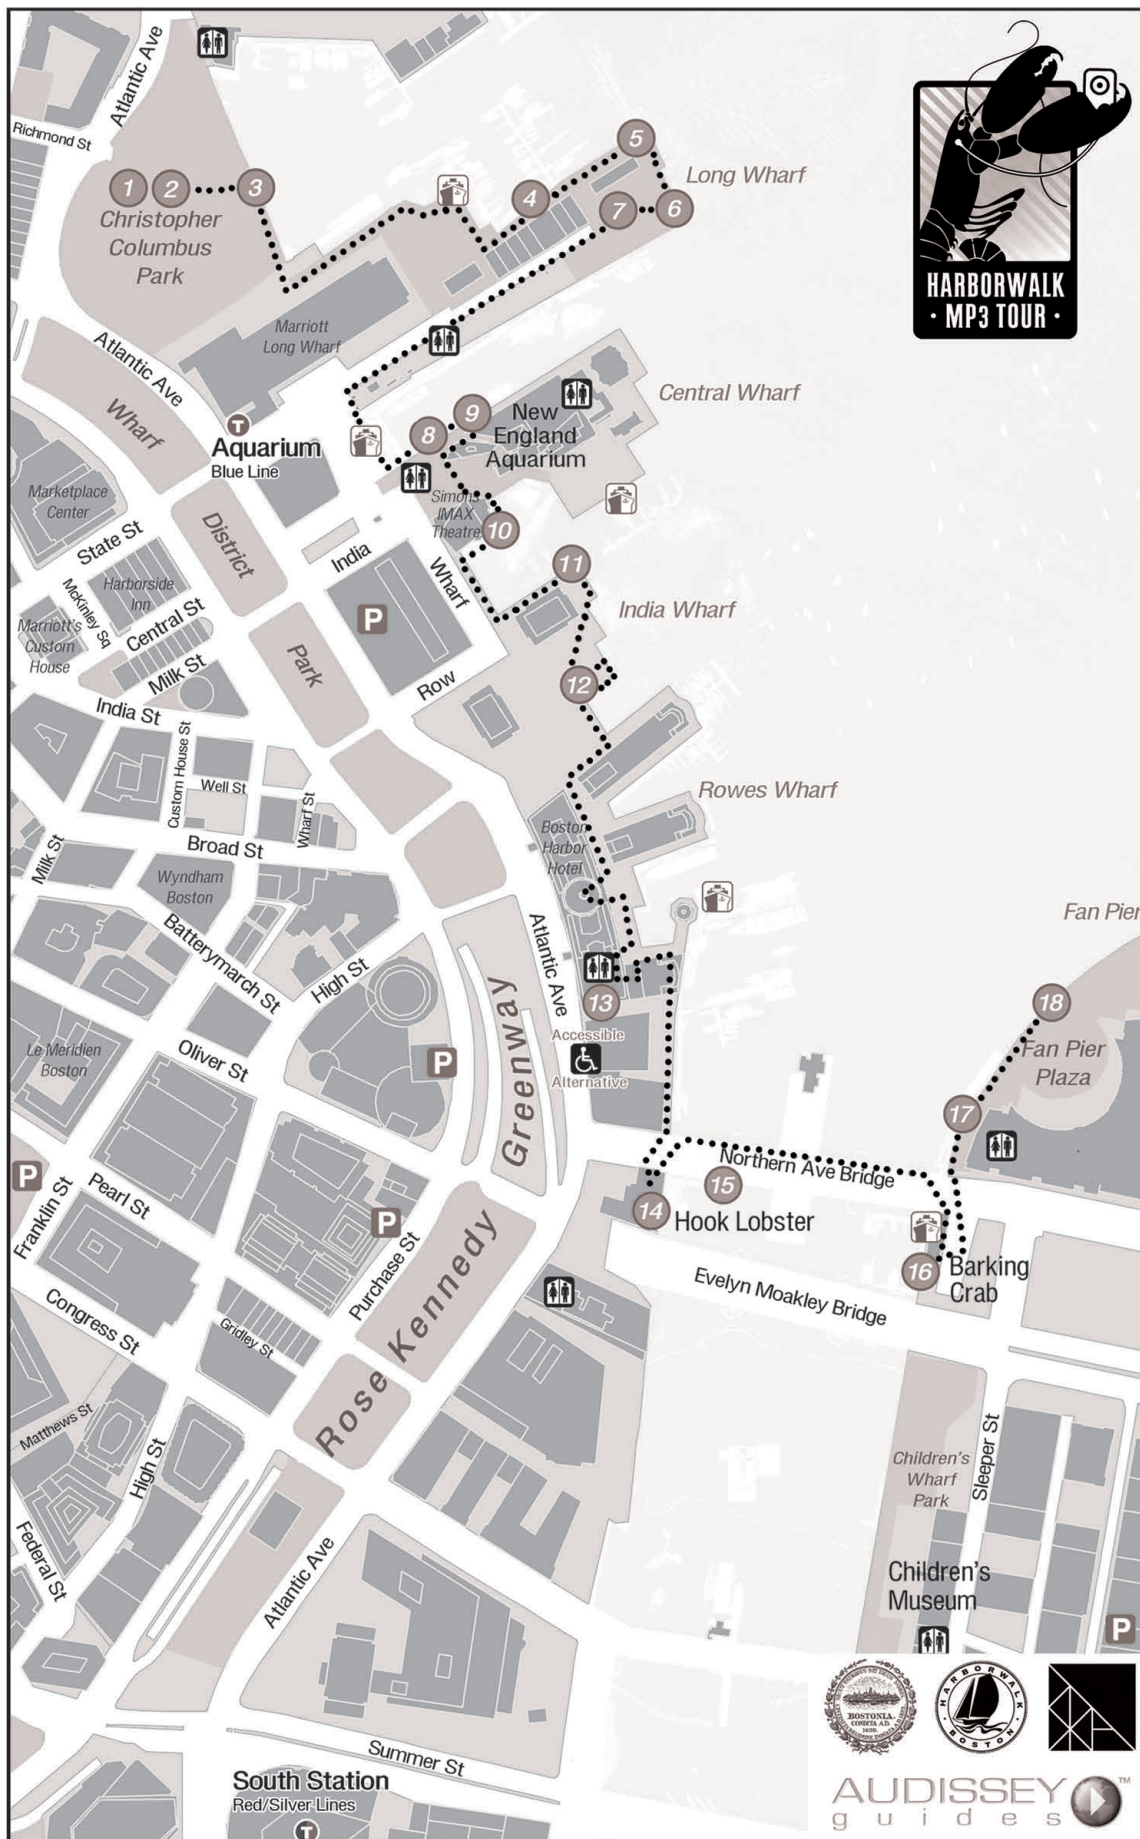 Atlantic Ave
Richmond St
1
2
3
4
5
6
7
Long Wharf
Christopher
Columbus
Park
HARBORWALK
• MP3 TOUR •
Marriott
Long Wharf
Atlantic Ave
Wharf
District
Park
T
Aquarium
Blue Line
8
9
New
England
Aquarium
Central Wharf
Simons
IMAX
Theatre
10
11
India Wharf
12
Marketplace
Center
State St
India
Wharf
Row
P
McKinley Sq
Harborside
Inn
Marriott's
Custom
House
Central St
Milk St
India St
Custom House St
Well St
Wharf St
Broad St
Milk St
Wyndham
Boston
Batterymarch St
High St
Rowes Wharf
Boston
Harbor
Hotel
Atlantic Ave
13
Accessible
Alternative
Fan Pier
18
Fan Pier
Plaza
17
Le Meridien
Boston
Oliver St
P
Greenway
Northern Ave Bridge
14
Hook Lobster
15
16
Barking
Crab
Evelyn Moakley Bridge
P
Franklin St
Pearl St
P
Purchase St
Rose Kennedy
Congress St
Gridley St
Matthews St
High St
Federal St
Atlantic Ave
Children's
Wharf
Park
Sleeper St
Children's
Museum
P
Summer St
South Station
Red/Silver Lines
T
BOSTONIA.
CONDITA A.D.
1630.
HARBORWALK
BOSTON
AUDISSEY
guides
TM